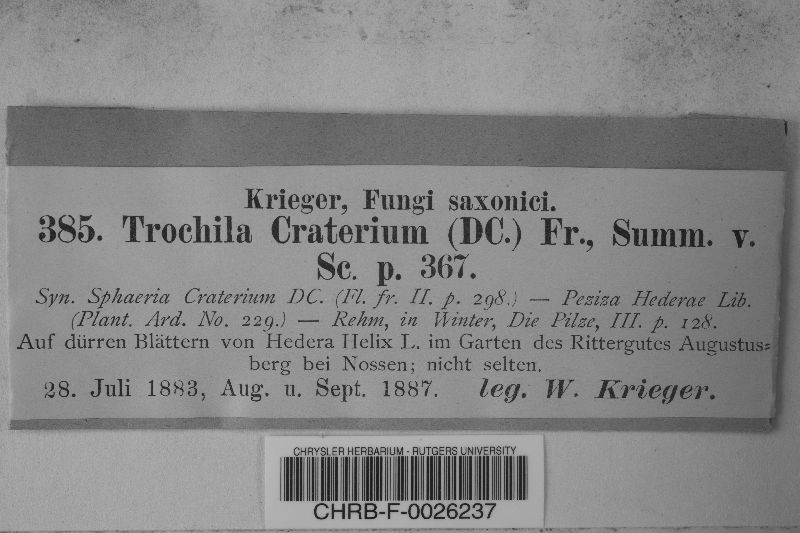 Krieger, Fungi saxonici.
385. Trochila Craterium (DC.) Fr., Summ. v.
Sc. p. 367.
Syn. Sphaeria Craterium DC. (Fl. fr. II. p. 298.) — Peziza Hederae Lib.
(Plant. Ard. No. 229.) — Rehm, in Winter, Die Pilze, III. p. 128.
Auf dürren Blättern von Hedera Helix L. im Garten des Rittergutes Augustus=
berg bei Nossen; nicht selten.
28. Juli 1883, Aug. u. Sept. 1887. leg. W. Krieger.
CHRYSLER HERBARIUM - RUTGERS UNIVERSITY
CHRB-F-0026237